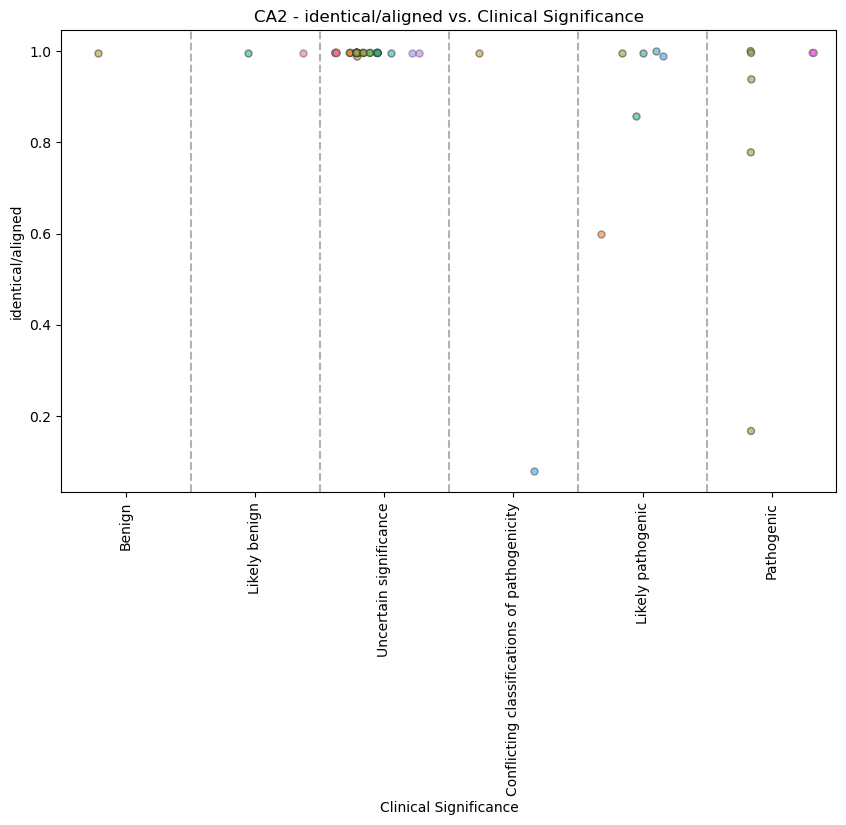 CA2 - identical/aligned vs. Clinical Significance
identical/aligned
1.0
0.8
0.6
0.4
0.2
Benign
Likely benign
Uncertain significance
Conflicting classifications of pathogenicity
Likely pathogenic
Pathogenic
Clinical Significance